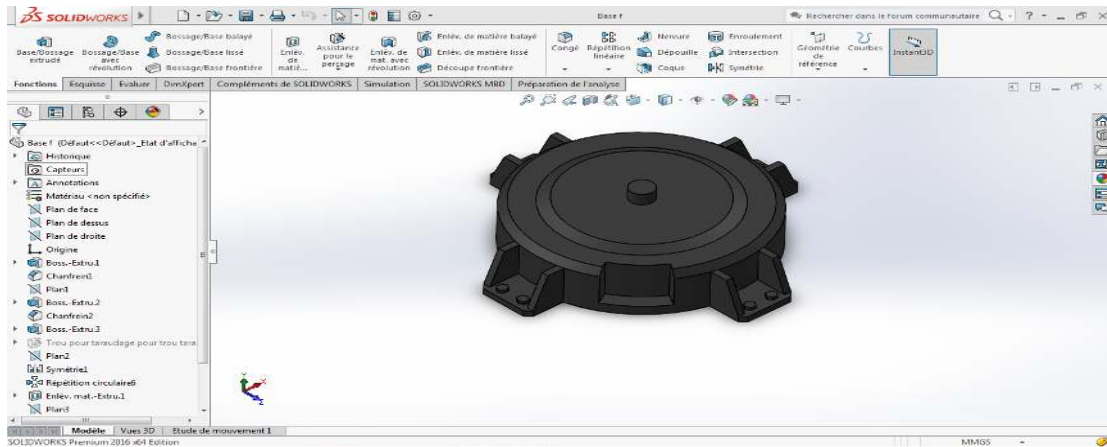 SOLIDWORKS
Base f
Rechercher dans le forum communautaire
Base/Bossage extrudé
Bossage/Base avec révolution
Bossage/Base balayé
Bossage/Base lissé
Bossage/Base frontière
Enlèv. de matiè...
Assistance pour le perçage
Enlèv. de mat. avec révolution
Enlèv. de matière balayé
Enlèv. de matière lissé
Découpe frontière
Congé
Répétition linéaire
Nervure
Dépouille
Coque
Enroulement
Intersection
Symétrie
Géométrie de référence
Courbes
Instant3D
Fonctions Esquisse Evaluer DimXpert Compléments de SOLIDWORKS Simulation SOLIDWORKS MBD Préparation de l'analyse
Base f (Défaut<<Défaut>_Etat d'afficha
Historique
Capteurs
Annotations
Matériau <non spécifié>
Plan de face
Plan de dessus
Plan de droite
Origine
Boss.-Extru.1
Chanfrein1
Plan1
Boss.-Extru.2
Chanfrein2
Boss.-Extru.3
Trou pour taraudage pour trou tara
Plan2
Symétrie1
Répétition circulaire6
Enlèv. mat.-Extru.1
Plan3
Modèle Vues 3D Etude de mouvement 1
SOLIDWORKS Premium 2016 x64 Edition
MMGS